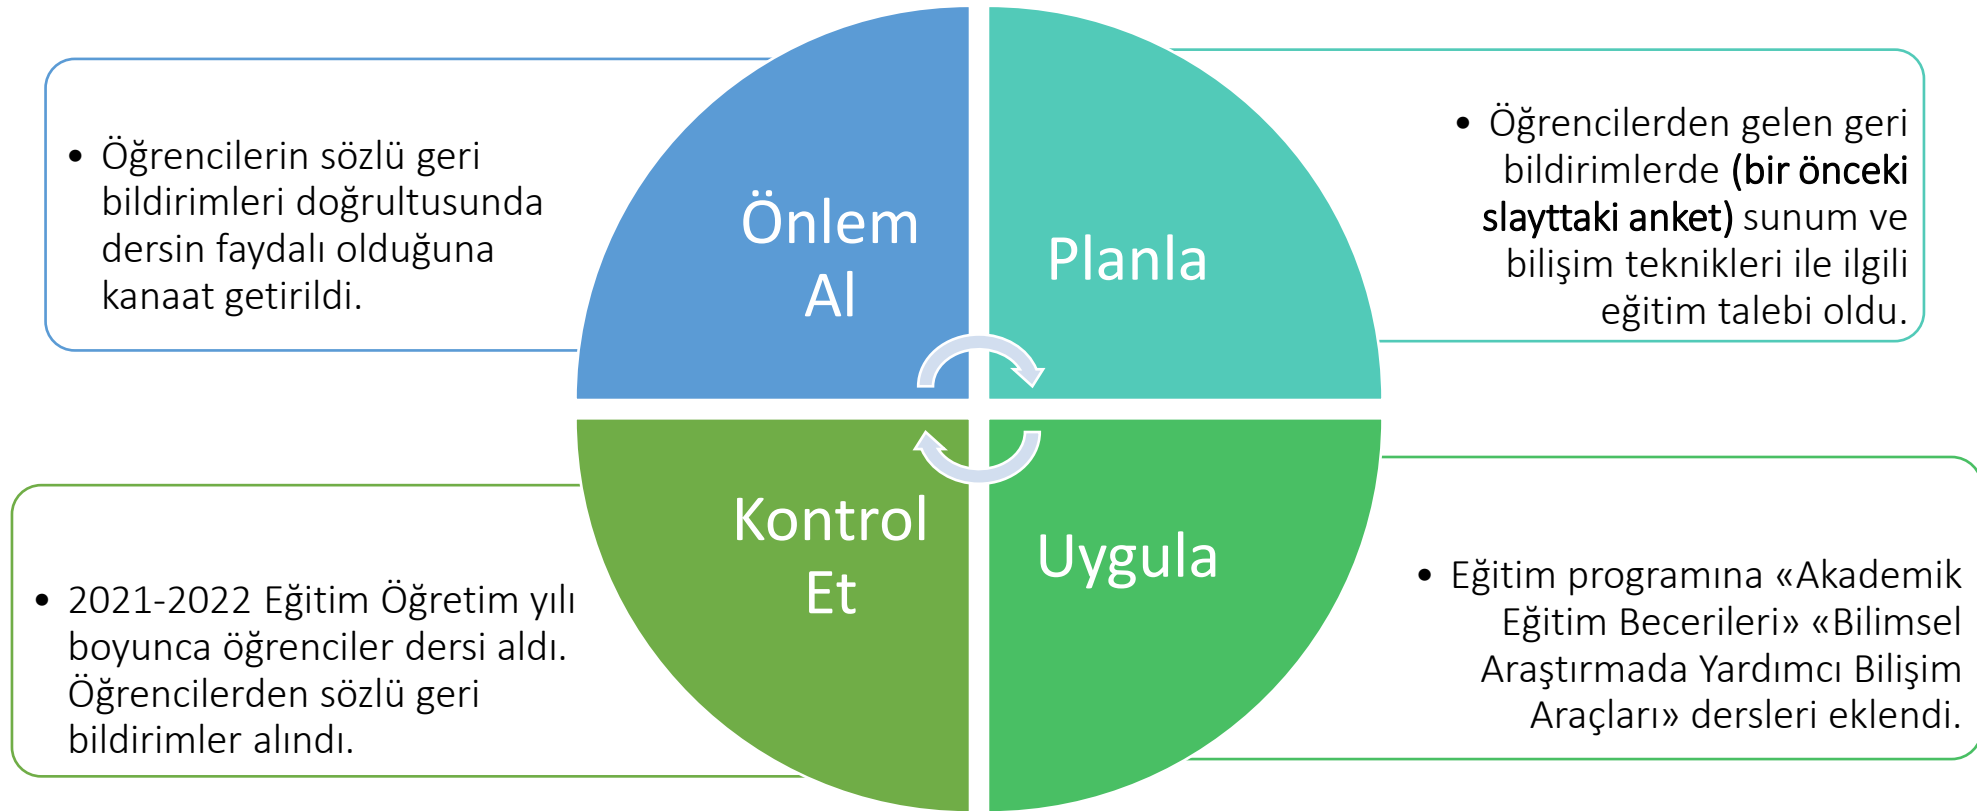 • Öğrencilerin sözlü geri
bildirimleri doğrultusunda
dersin faydalı olduğuna
kanaat getirildi.
Önlem
Al
Planla
• Öğrencilerden gelen geri
bildirimlerde (bir önceki
slayttaki anket) sunum ve
bilişim teknikleri ile ilgili
eğitim talebi oldu.
• 2021-2022 Eğitim Öğretim yılı
boyunca öğrenciler dersi aldı.
Öğrencilerden sözlü geri
bildirimler alındı.
Kontrol
Et
Uygula
• Eğitim programına «Akademik
Eğitim Becerileri» «Bilimsel
Araştırmada Yardımcı Bilişim
Araçları» dersleri eklendi.